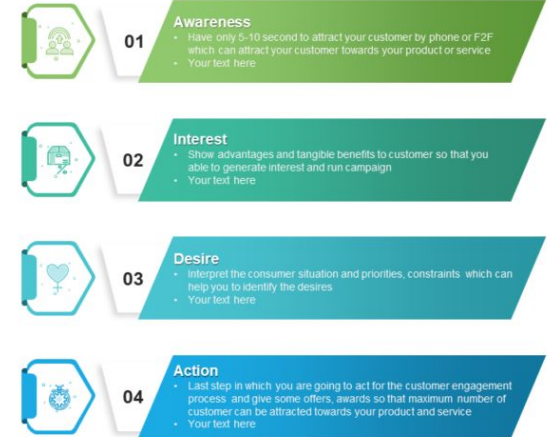 01
Awareness
• Have only 5-10 second to attract your customer by phone or F2F
which can attract your customer towards your product or service
• Your text here
02
Interest
• Show advantages and tangible benefits to customer so that you
able to generate interest and run campaign
• Your text here
03
Desire
• Interpret the consumer situation and priorities, constraints which can
help you to identify the desires
• Your text here
04
Action
• Last step in which you are going to act for the customer engagement
process and give some offers, awards so that maximum number of
customer can be attracted towards your product and service
• Your text here